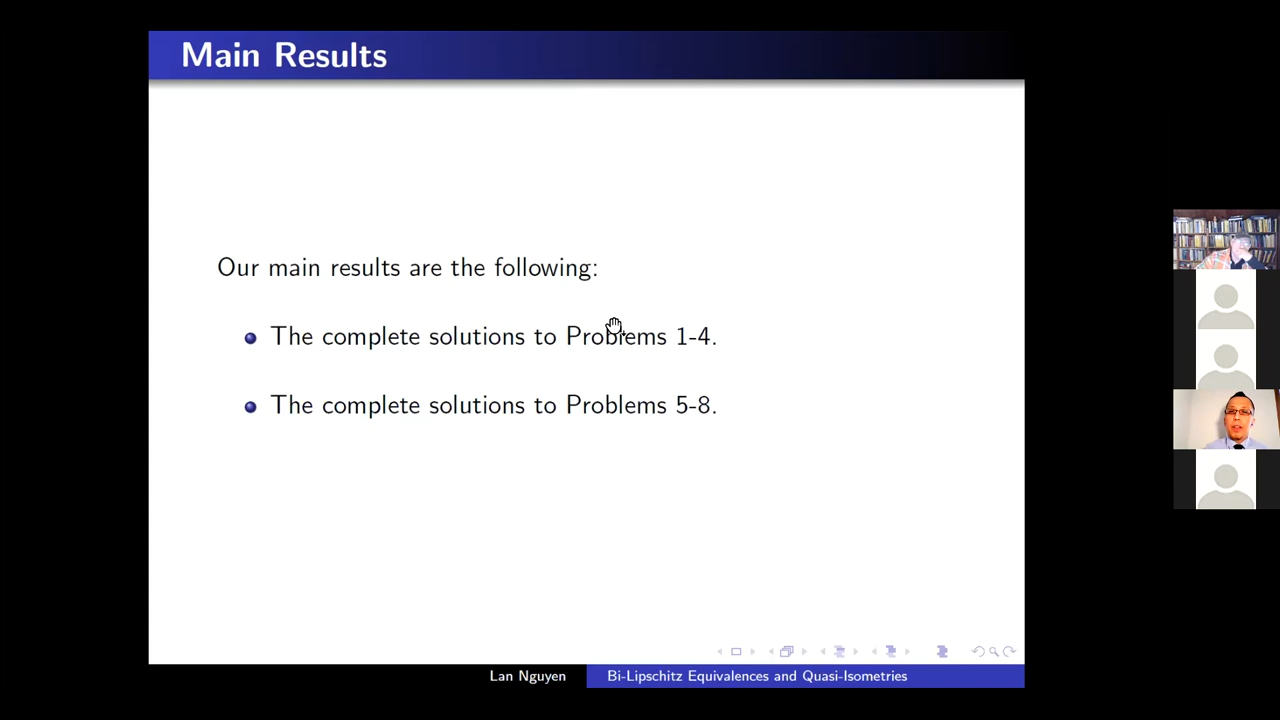 Main Results
Our main results are the following:
The complete solutions to Problems 1-4.
The complete solutions to Problems 5-8.
Lan Nguyen
Bi-Lipschitz Equivalences and Quasi-Isometries